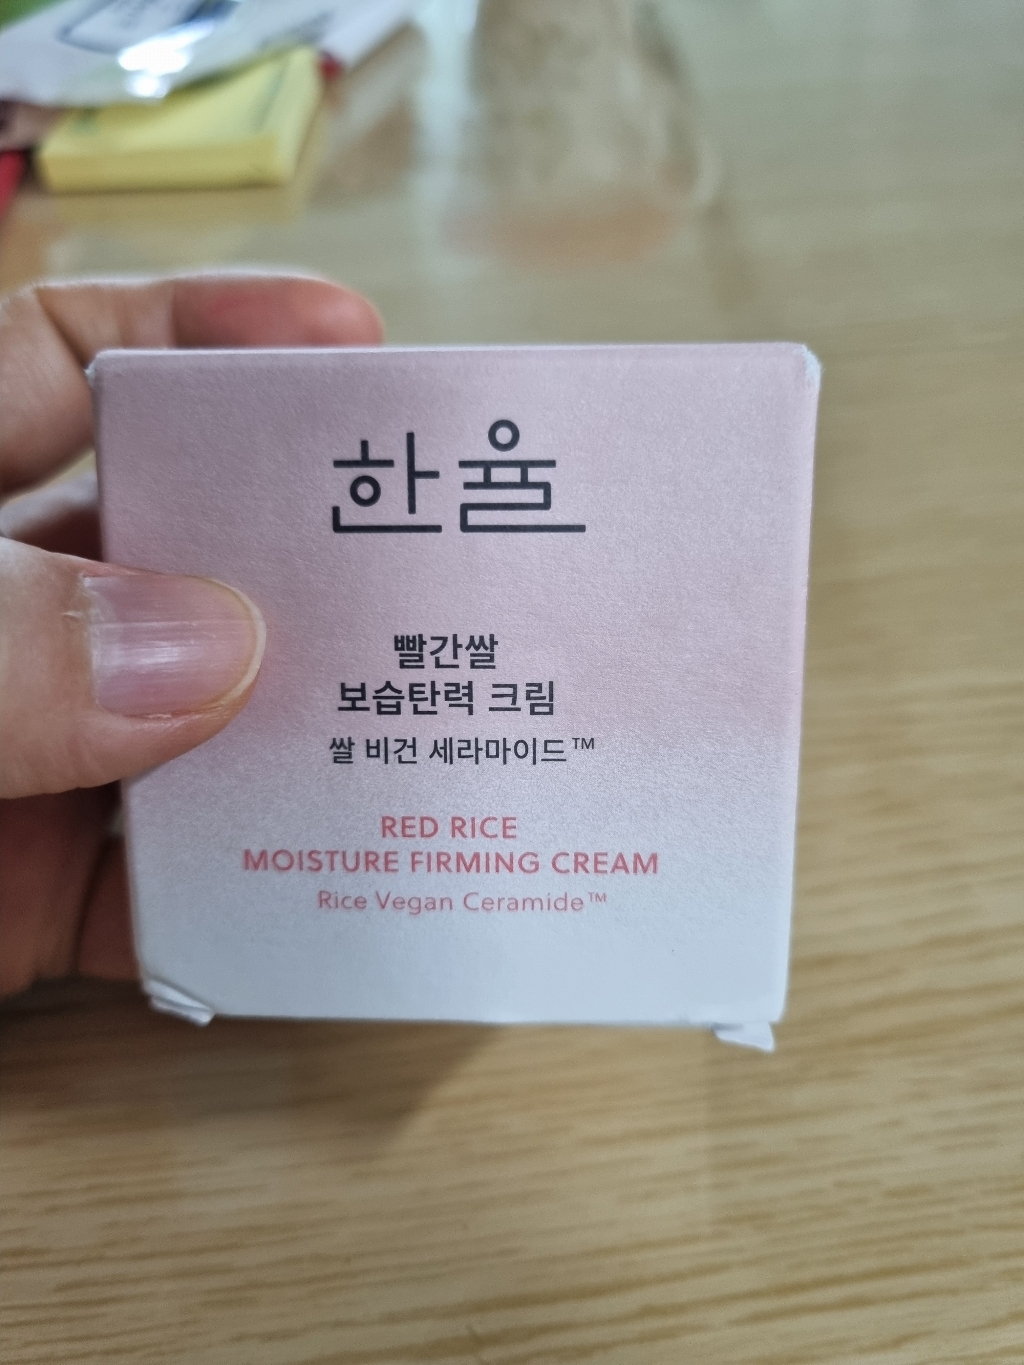 한율
빨간쌀
보습탄력 크림
쌀 비건 세라마이드™
RED RICE
MOISTURE FIRMING CREAM
Rice Vegan Ceramide™